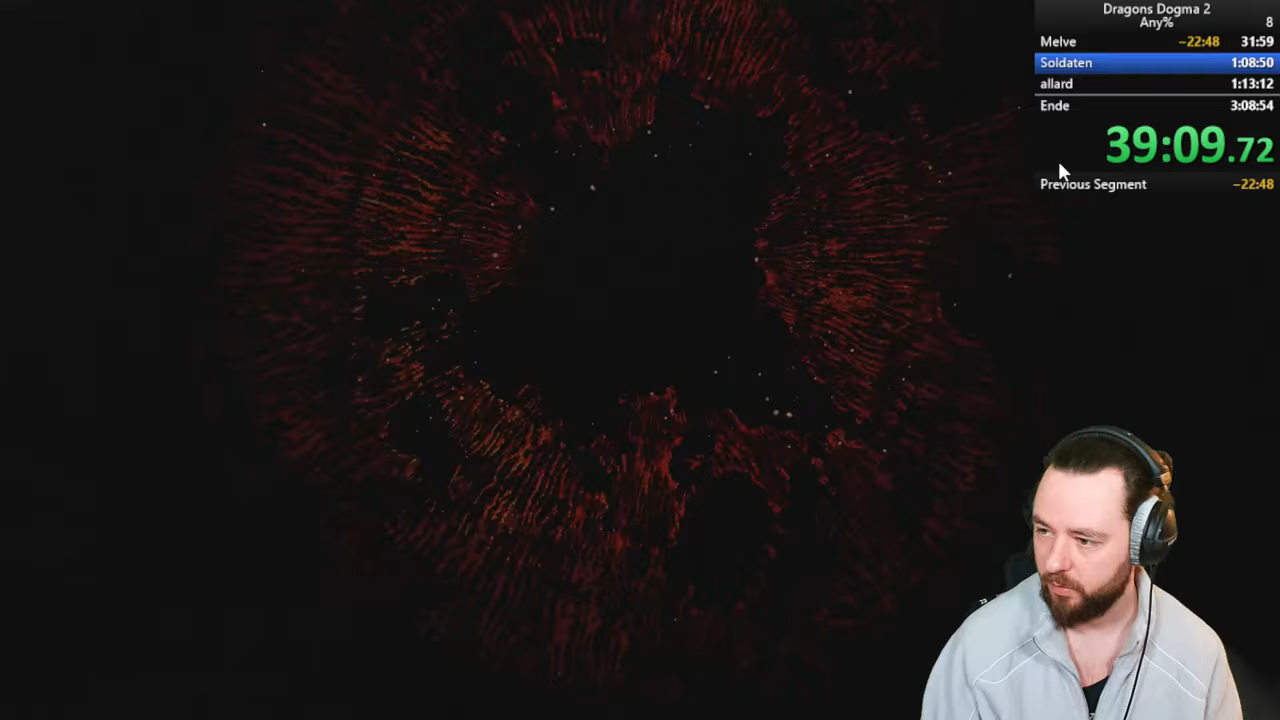 Dragons Dogma 2
Any% 8
Melve -22:48 31:59
Soldaten 1:08:50
allard 1:13:12
Ende 3:08:54
39:09.72
Previous Segment -22:48